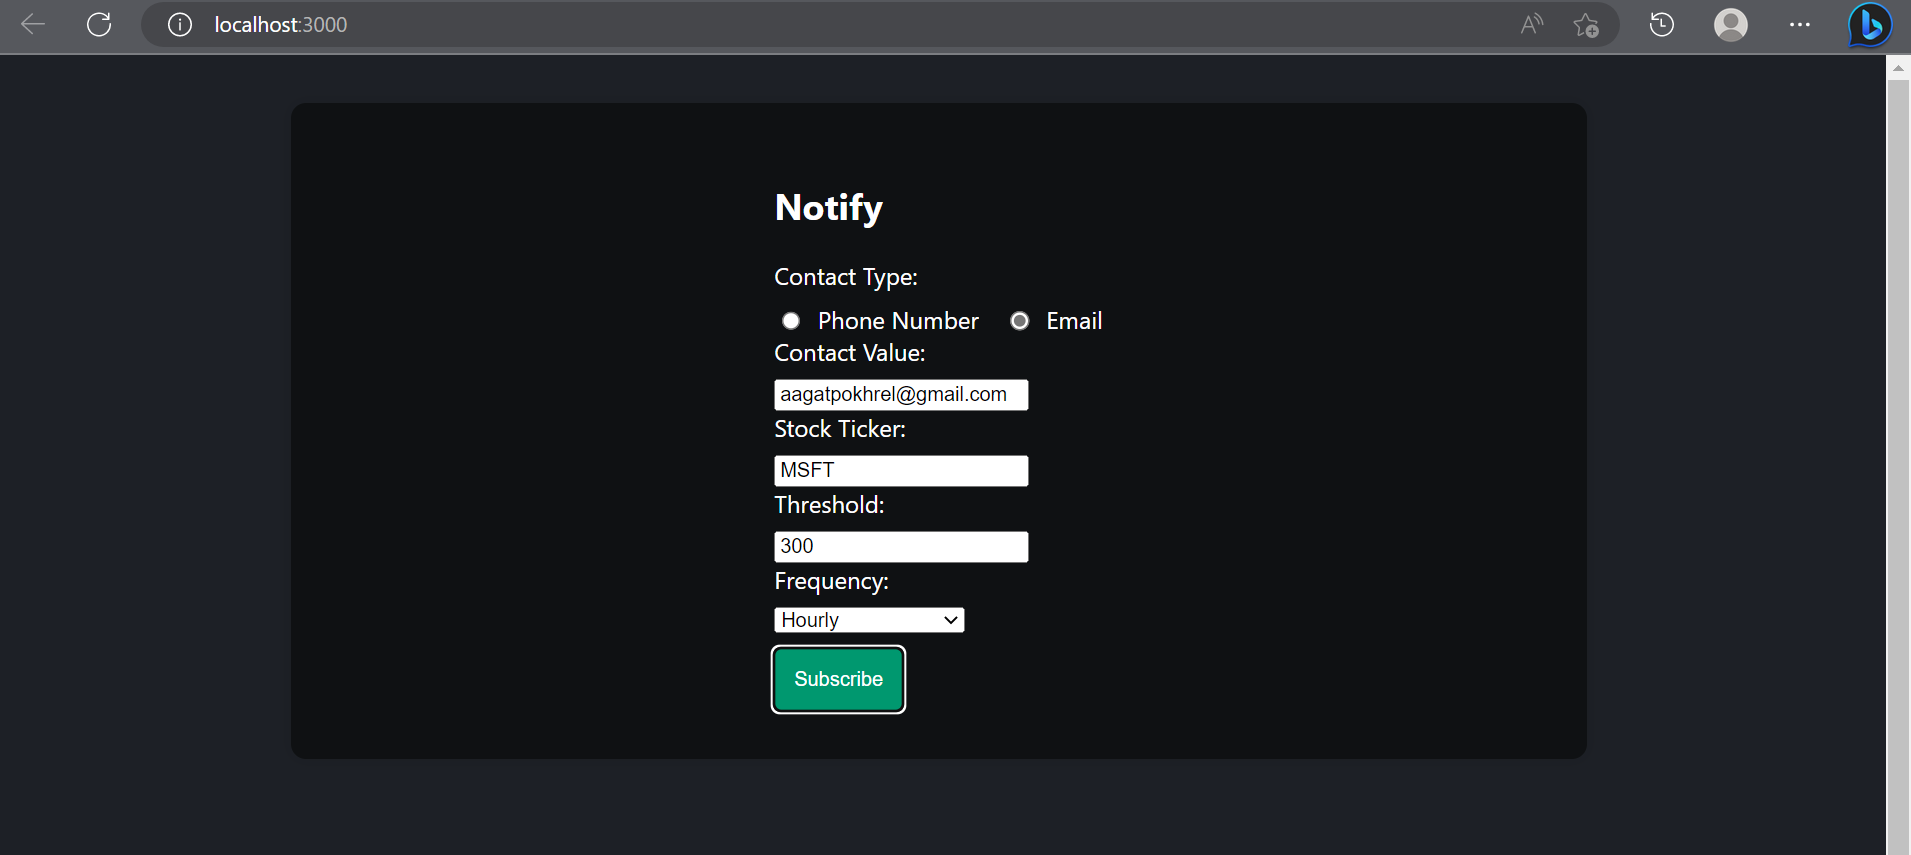 localhost:3000
Notify
Contact Type:
Phone Number Email
Contact Value:
aagatpokhrel@gmail.com
Stock Ticker:
MSFT
Threshold:
300
Frequency:
Hourly
Subscribe